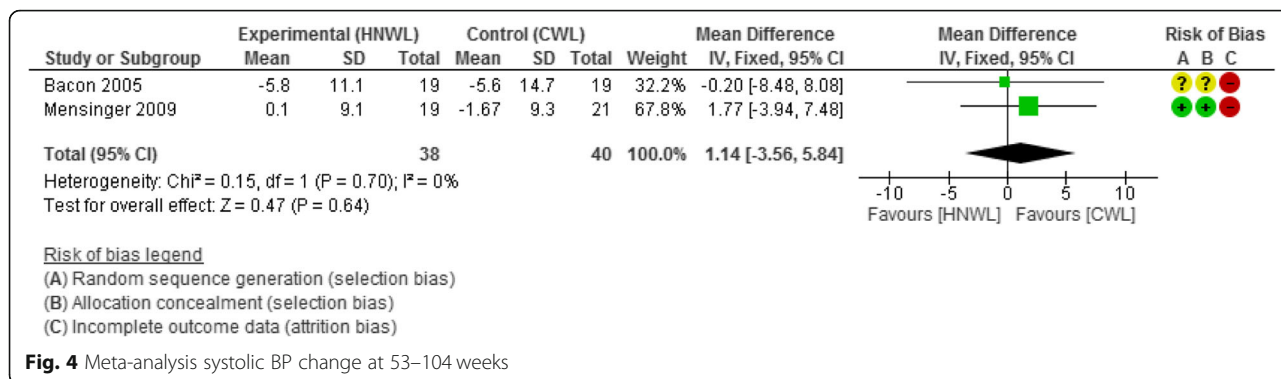 Experimental (HNWL) Control (CWL) Mean Difference Mean Difference Risk of Bias
Study or Subgroup Mean SD Total Mean SD Total Weight IV, Fixed, 95% CI IV, Fixed, 95% CI A B C
Bacon 2005 -5.8 11.1 19 -5.6 14.7 19 32.2% -0.20 [-8.48, 8.08] ? ? -
Mensinger 2009 0.1 9.1 19 -1.67 9.3 21 67.8% 1.77 [-3.94, 7.48] + + -
Total (95% CI) 38 40 100.0% 1.14 [-3.56, 5.84]
Heterogeneity: Chi² = 0.15, df = 1 (P = 0.70); I² = 0%
Test for overall effect: Z = 0.47 (P = 0.64)
-10 -5 0 5 10
Favours [HNWL] Favours [CWL]
Risk of bias legend
(A) Random sequence generation (selection bias)
(B) Allocation concealment (selection bias)
(C) Incomplete outcome data (attrition bias)
Fig. 4 Meta-analysis systolic BP change at 53–104 weeks